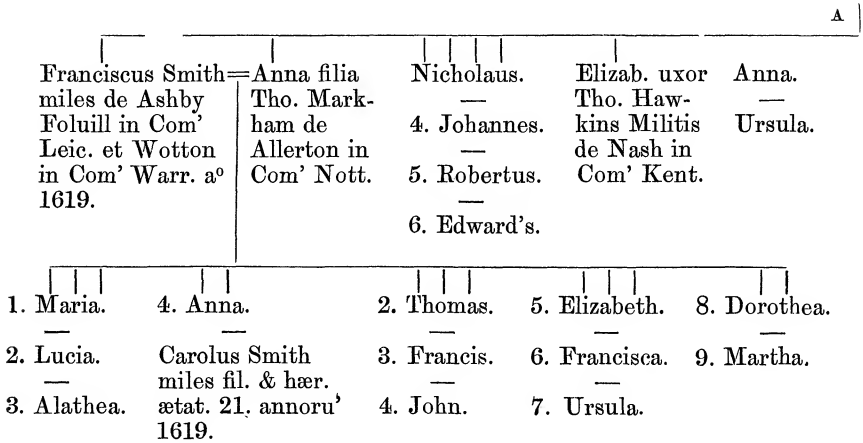 A
Franciscus Smith=Anna filia
miles de Ashby
Foluill in Com'
Leic. et Wotton
in Com' Warr. aº
1619.
Tho. Mark-
ham de
Allerton in
Com' Nott.
Nicholaus.
4. Johannes.
5. Robertus.
6. Edward's.
Elizab. uxor
Tho. Haw-
kins Militis
de Nash in
Com' Kent.
Anna.
Ursula.
1. Maria.
2. Lucia.
3. Alathea.
4. Anna.
Carolus Smith
miles fil. & hær.
ætat. 21. annoru'
1619.
2. Thomas.
3. Francis.
4. John.
5. Elizabeth.
6. Francisca.
7. Ursula.
8. Dorothea.
9. Martha.